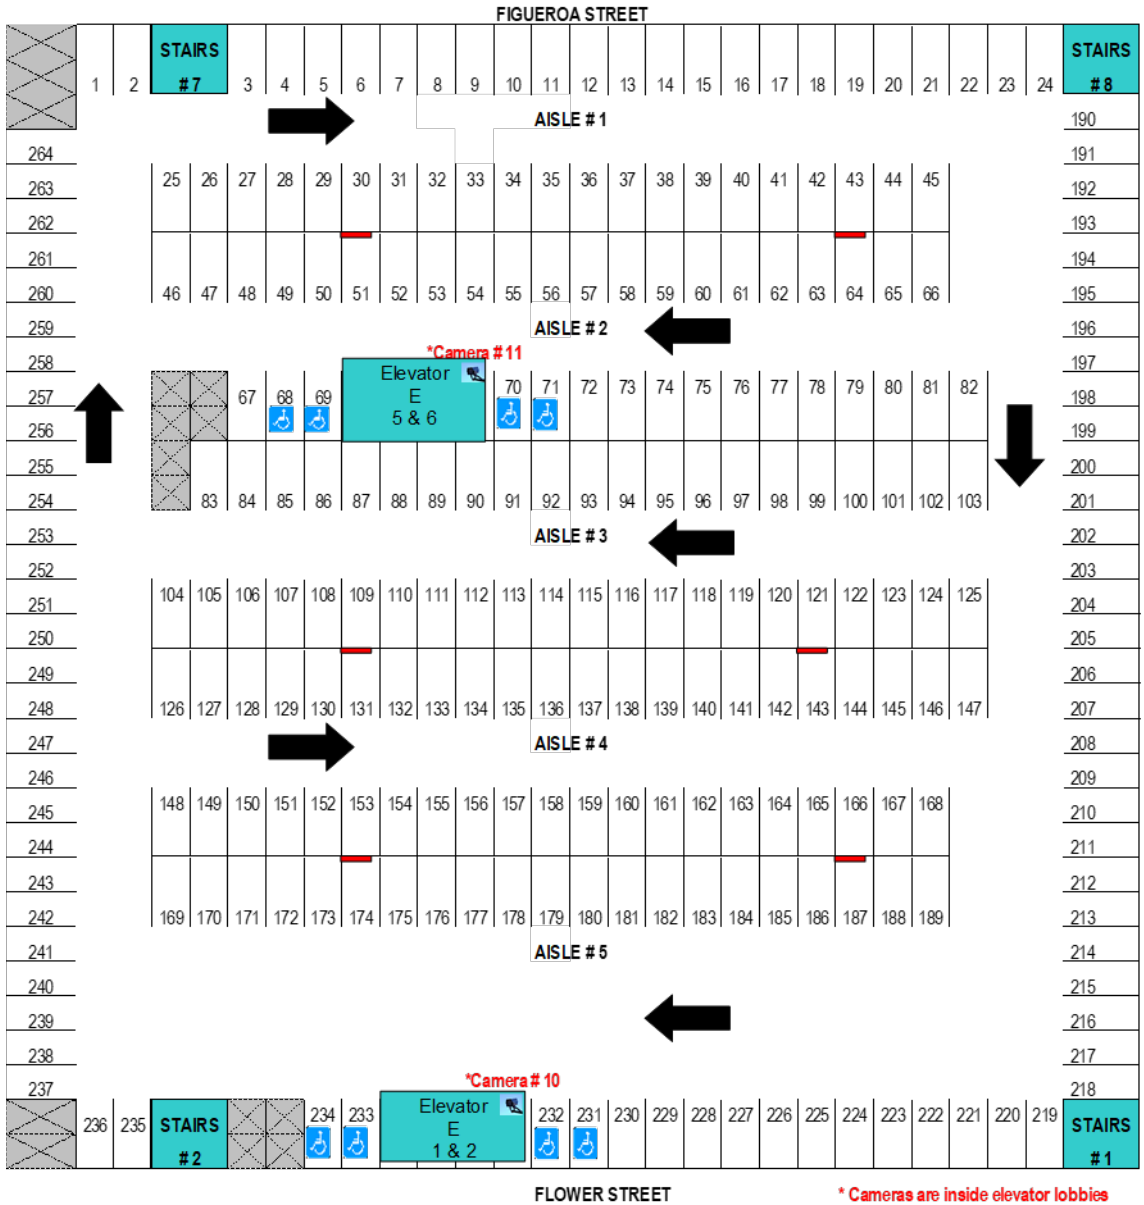 FIGUEROA STREET
STAIRS STAIRS
1 2 #7 3 4 5 6 7 8 9 10 11 12 13 14 15 16 17 18 19 20 21 22 23 24 #8
AISLE #1 190
264 191
263 25 26 27 28 29 30 31 32 33 34 35 36 37 38 39 40 41 42 43 44 45 192
262 193
261 194
260 46 47 48 49 50 51 52 53 54 55 56 57 58 59 60 61 62 63 64 65 66 195
259 AISLE #2 196
*Camera #11
258 197
Elevator
257 67 68 69 E 70 71 72 73 74 75 76 77 78 79 80 81 82 198
5 & 6
256 199
255 200
254 83 84 85 86 87 88 89 90 91 92 93 94 95 96 97 98 99 100 101 102 103 201
253 AISLE #3 202
252 203
251 104 105 106 107 108 109 110 111 112 113 114 115 116 117 118 119 120 121 122 123 124 125 204
250 205
249 206
248 126 127 128 129 130 131 132 133 134 135 136 137 138 139 140 141 142 143 144 145 146 147 207
247 AISLE #4 208
246 209
245 148 149 150 151 152 153 154 155 156 157 158 159 160 161 162 163 164 165 166 167 168 210
244 211
243 212
242 169 170 171 172 173 174 175 176 177 178 179 180 181 182 183 184 185 186 187 188 189 213
241 AISLE #5 214
240 215
239 216
238 217
*Camera # 10
237 218
Elevator
236 235 STAIRS 234 233 E 232 231 230 229 228 227 226 225 224 223 222 221 220 219 STAIRS
#2 1 & 2 #1
FLOWER STREET * Cameras are inside elevator lobbies